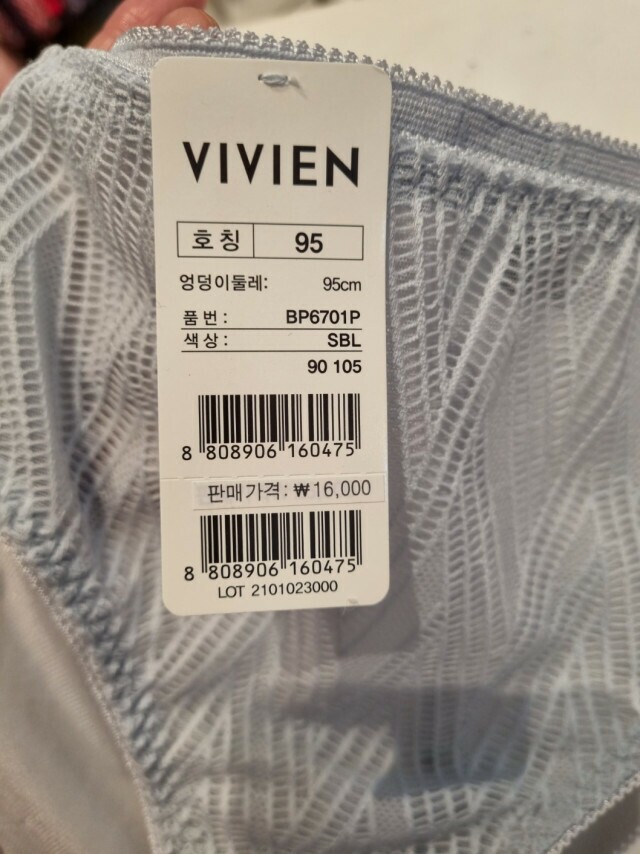 VIVIEN
호칭 95
엉덩이둘레: 95cm
품번: BP6701P
색상: SBL
90 105
8 808906 160475
판매가격: ₩16,000
8 808906 160475
LOT 2101023000